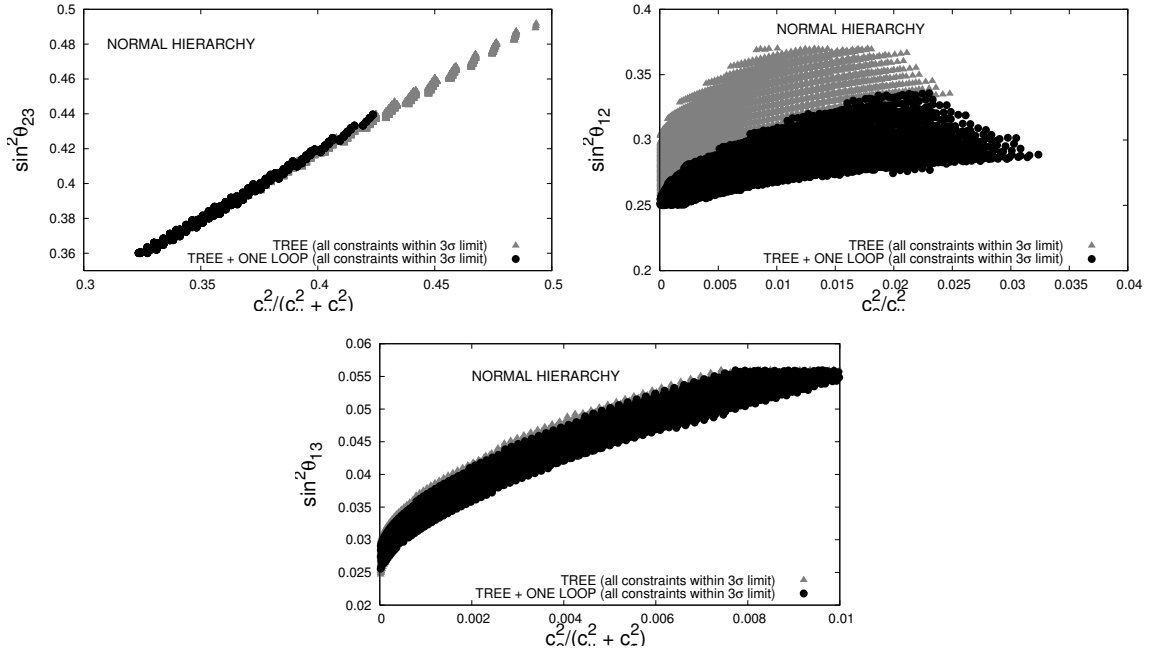 0.5
0.48
0.46
0.44
0.42
0.4
0.38
0.36
sin²θ₂₃
NORMAL HIERARCHY
TREE (all constraints within 3σ limit)
TREE + ONE LOOP (all constraints within 3σ limit)
0.3 0.35 0.4 0.45 0.5
0.4
0.35
0.3
0.25
0.2
sin²θ₁₂
NORMAL HIERARCHY
TREE (all constraints within 3σ limit)
TREE + ONE LOOP (all constraints within 3σ limit)
0 0.005 0.01 0.015 0.02 0.025 0.03 0.035 0.04
0.06
0.055
0.05
0.045
0.04
0.035
0.03
0.025
0.02
sin²θ₁₃
NORMAL HIERARCHY
TREE (all constraints within 3σ limit)
TREE + ONE LOOP (all constraints within 3σ limit)
0 0.002 0.004 0.006 0.008 0.01